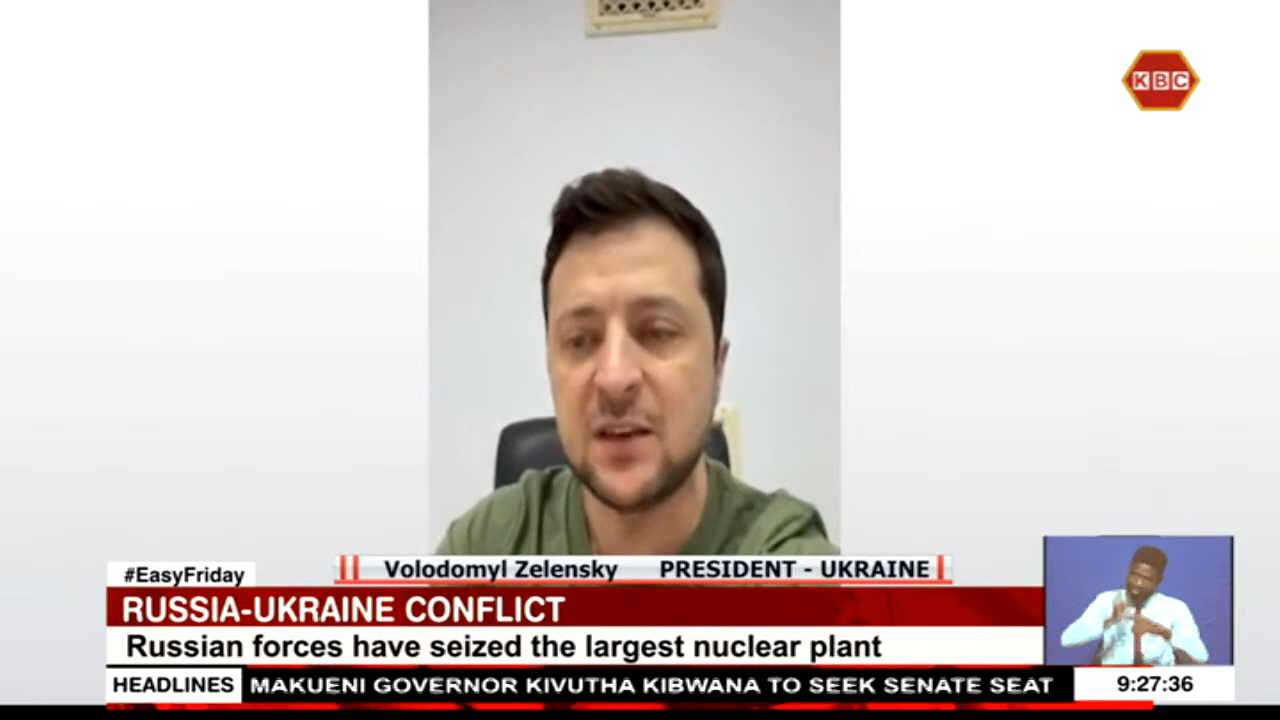 KBC
Volodomyl Zelensky PRESIDENT - UKRAINE
#EasyFriday
RUSSIA-UKRAINE CONFLICT
Russian forces have seized the largest nuclear plant
HEADLINES MAKUENI GOVERNOR KIVUTHA KIBWANA TO SEEK SENATE SEAT 9:27:36